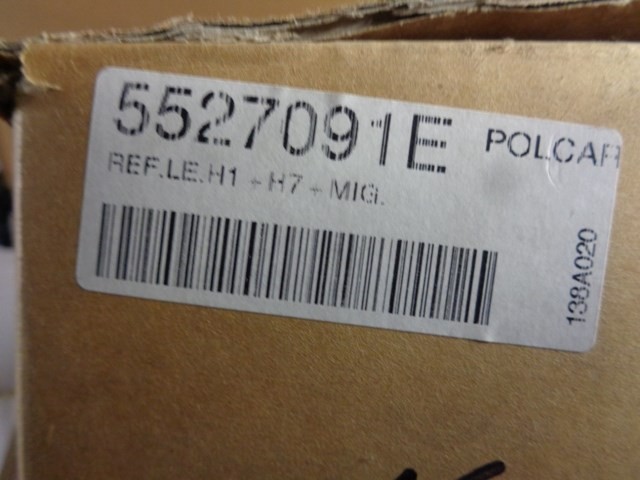 5527091E POLCAR
REF.LE.H1 + H7 + MIG.
138A020